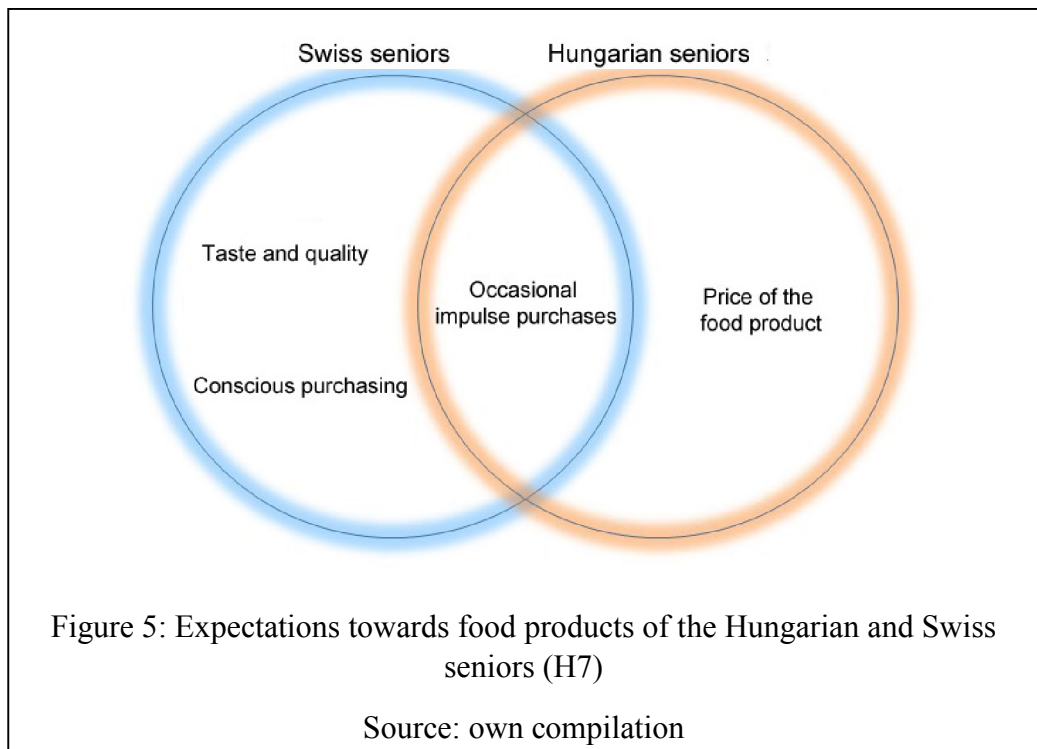 Swiss seniors
Hungarian seniors
Taste and quality
Conscious purchasing
Occasional
impulse purchases
Price of the
food product
Figure 5: Expectations towards food products of the Hungarian and Swiss
seniors (H7)
Source: own compilation